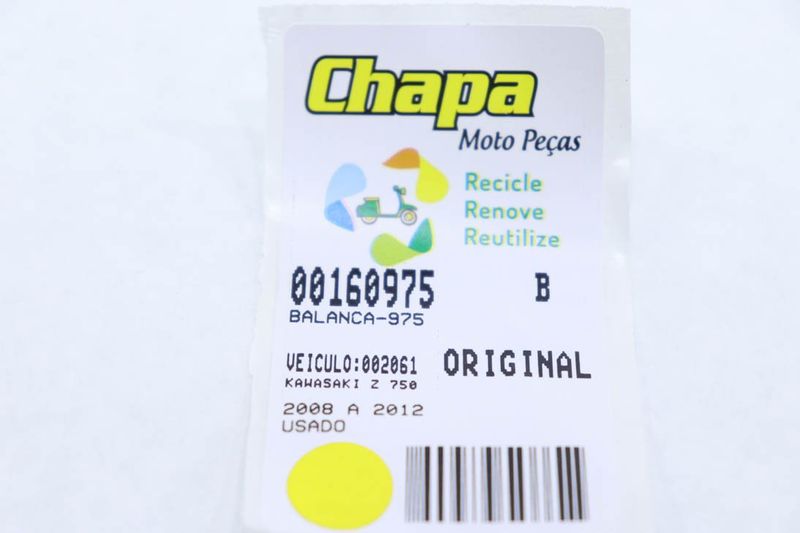 Chapa
Moto Peças
Recicle
Renove
Reutilize
00160975 B
BALANCA-975
VEICULO:002061 ORIGINAL
KAWASAKI Z 750
2008 A 2012
USADO